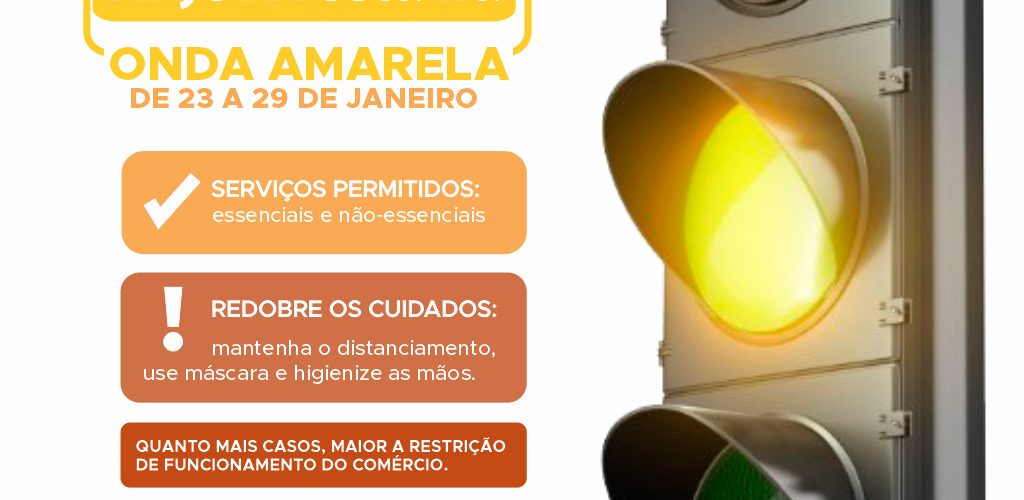 ONDA AMARELA
DE 23 A 29 DE JANEIRO
SERVIÇOS PERMITIDOS:
essenciais e não-essenciais
REDOBRE OS CUIDADOS:
mantenha o distanciamento,
use máscara e higienize as mãos.
QUANTO MAIS CASOS, MAIOR A RESTRIÇÃO
DE FUNCIONAMENTO DO COMÉRCIO.